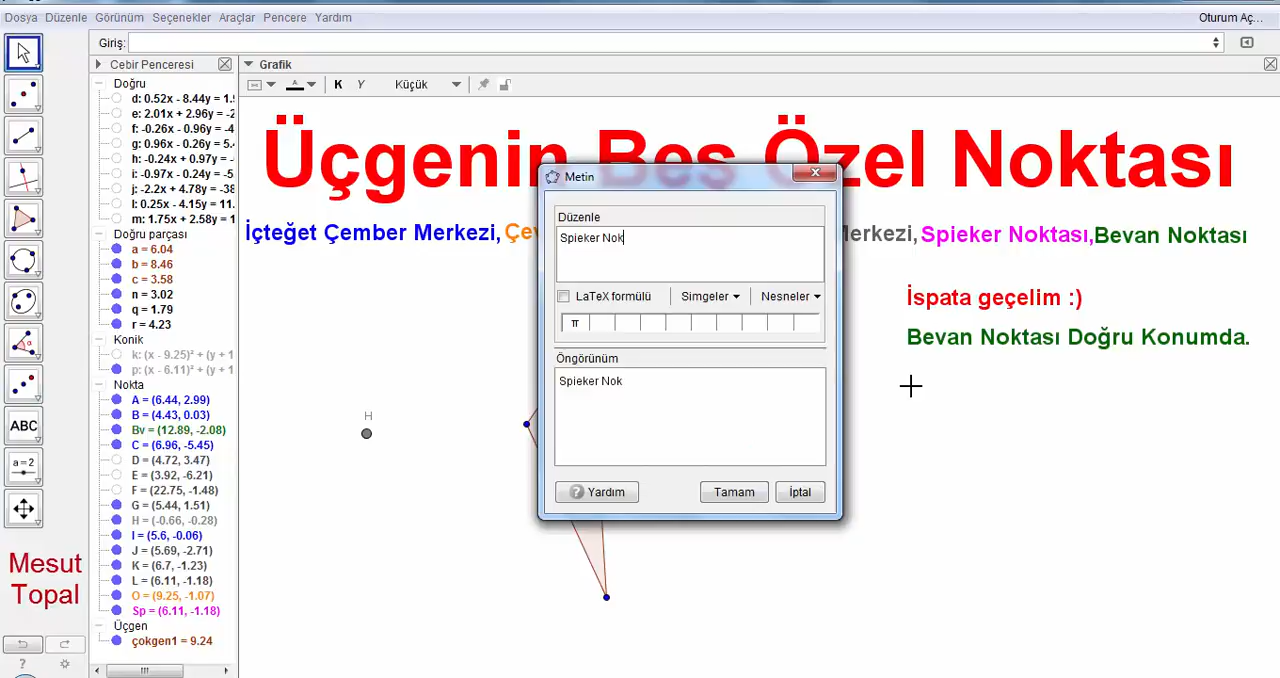 Dosya Düzenle Görünüm Seçenekler Araçlar Pencere Yardım
Oturum Aç...
Giriş:
Cebir Penceresi
Grafik
K Y Küçük
Doğru
d: 0.52x - 8.44y = 1.
e: 2.01x + 2.96y = -2
f: -0.26x - 0.96y = -4
g: 0.96x - 0.26y = 5.
h: -0.24x + 0.97y = -
i: -0.97x - 0.24y = -5
j: -2.2x + 4.78y = -38
l: 0.25x - 4.15y = 11.
m: 1.75x + 2.58y = 1
Doğru parçası
a = 6.04
b = 8.46
c = 3.58
n = 3.02
q = 1.79
r = 4.23
Konik
k: (x - 9.25)² + (y + 1
p: (x - 6.11)² + (y + 1
Nokta
A = (6.44, 2.99)
B = (4.43, 0.03)
Bv = (12.89, -2.08)
C = (6.96, -5.45)
D = (4.72, 3.47)
E = (3.92, -6.21)
F = (22.75, -1.48)
G = (5.44, 1.51)
H = (-0.66, -0.28)
I = (5.6, -0.06)
J = (5.69, -2.71)
K = (6.7, -1.23)
L = (6.11, -1.18)
O = (9.25, -1.07)
Sp = (6.11, -1.18)
Üçgen
çokgen1 = 9.24
ABC
a=2
Mesut
Topal
Üçgenin Beş Özel Noktası
İçteğet Çember Merkezi, Çev
Merkezi, Spieker Noktası, Bevan Noktası
İspata geçelim :)
Bevan Noktası Doğru Konumda.
H
Metin
Düzenle
Spieker Nok
LaTeX formülü Simgeler Nesneler
π
Öngörünüm
Spieker Nok
Yardım Tamam İptal